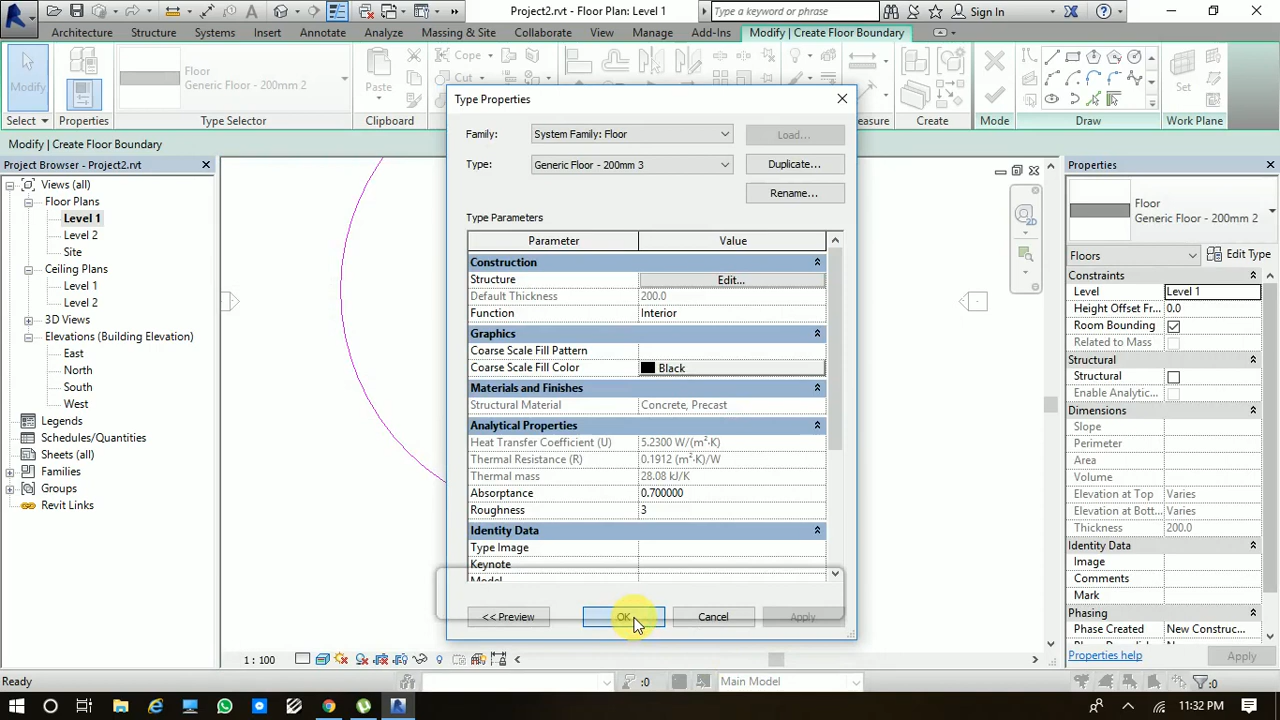 Project2.rvt - Floor Plan: Level 1
Type a keyword or phrase
Sign In
Architecture
Structure
Systems
Insert
Annotate
Analyze
Massing & Site
Collaborate
View
Manage
Add-Ins
Modify | Create Floor Boundary
Modify
Floor
Generic Floor - 200mm 2
Paste
Cope
Cut
Set
Select
Properties
Type Selector
Clipboard
Create
Mode
Draw
Work Plane
Modify | Create Floor Boundary
Project Browser - Project2.rvt
Views (all)
Floor Plans
Level 1
Level 2
Site
Ceiling Plans
Level 1
Level 2
3D Views
Elevations (Building Elevation)
East
North
South
West
Legends
Schedules/Quantities
Sheets (all)
Families
Groups
Revit Links
Type Properties
Family:
System Family: Floor
Load...
Type:
Generic Floor - 200mm 3
Duplicate...
Rename...
Type Parameters
Parameter
Value
Construction
Structure
Edit...
Default Thickness
200.0
Function
Interior
Graphics
Coarse Scale Fill Pattern
Coarse Scale Fill Color
Black
Materials and Finishes
Structural Material
Concrete, Precast
Analytical Properties
Heat Transfer Coefficient (U)
5.2300 W/(m²·K)
Thermal Resistance (R)
0.1912 (m²·K)/W
Thermal mass
28.08 kJ/K
Absorptance
0.700000
Roughness
3
Identity Data
Type Image
Keynote
Model
<< Preview
OK
Cancel
Apply
2D
Properties
Floor
Generic Floor - 200mm 2
Floors
Edit Type
Constraints
Level
Level 1
Height Offset Fr...
0.0
Room Bounding
Related to Mass
Structural
Structural
Enable Analytic...
Dimensions
Slope
Perimeter
Area
Volume
Elevation at Top
Varies
Elevation at Bott...
Varies
Thickness
200.0
Identity Data
Image
Comments
Mark
Phasing
Phase Created
New Construc...
Properties help
Apply
1 : 100
Ready
:0
Main Model
:0
11:32 PM